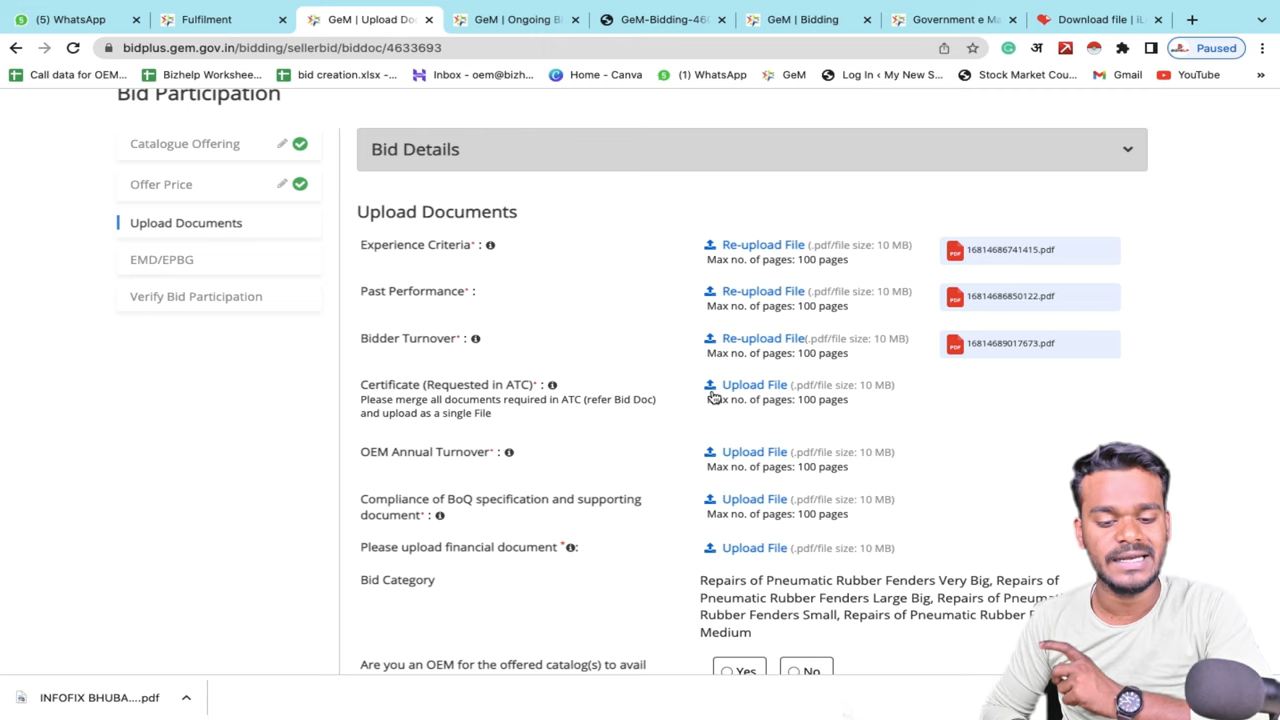 (5) WhatsApp
Fulfilment
GeM | Upload Do
GeM | Ongoing Bi
GeM-Bidding-46
GeM | Bidding
Government e Ma
Download file | iL
bidplus.gem.gov.in/bidding/sellerbid/biddoc/4633693
अ
Paused
Call data for OEM...
Bizhelp Workshee...
bid creation.xlsx -...
Inbox - oem@bizh...
Home - Canva
(1) WhatsApp
GeM
Log In ‹ My New S...
Stock Market Cou...
Gmail
YouTube
»
Bid Participation
Catalogue Offering
Offer Price
Upload Documents
EMD/EPBG
Verify Bid Participation
Bid Details
Upload Documents
Experience Criteria* :
Re-upload File (.pdf/file size: 10 MB)
Max no. of pages: 100 pages
PDF 16814686741415.pdf
Past Performance* :
Re-upload File (.pdf/file size: 10 MB)
Max no. of pages: 100 pages
PDF 16814686850122.pdf
Bidder Turnover* :
Re-upload File(.pdf/file size: 10 MB)
Max no. of pages: 100 pages
PDF 16814689017673.pdf
Certificate (Requested in ATC)* :
Please merge all documents required in ATC (refer Bid Doc)
and upload as a single File
Upload File (.pdf/file size: 10 MB)
Max no. of pages: 100 pages
OEM Annual Turnover* :
Upload File (.pdf/file size: 10 MB)
Max no. of pages: 100 pages
Compliance of BoQ specification and supporting
document* :
Upload File (.pdf/file size: 10 MB)
Max no. of pages: 100 pages
Please upload financial document * :
Upload File (.pdf/file size: 10 MB)
Bid Category
Repairs of Pneumatic Rubber Fenders Very Big, Repairs of
Pneumatic Rubber Fenders Large Big, Repairs of Pneuma
Rubber Fenders Small, Repairs of Pneumatic Rubber
Medium
Are you an OEM for the offered catalog(s) to avail
Yes
No
INFOFIX BHUBA....pdf